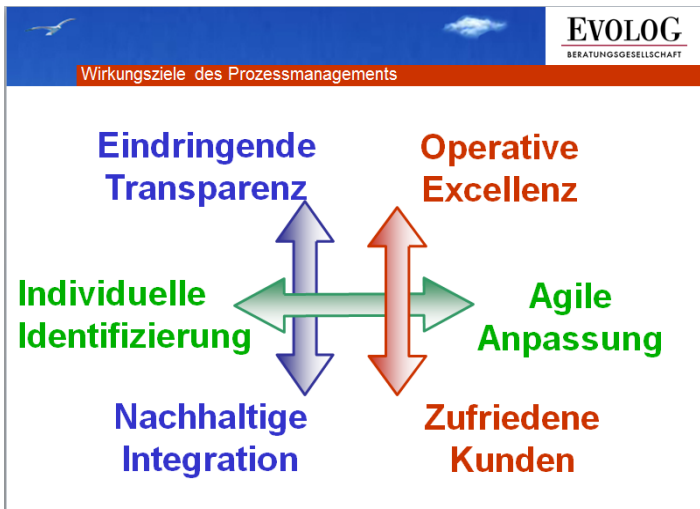 EVOLOG
BERATUNGSGESELLSCHAFT
Wirkungsziele des Prozessmanagements
Eindringende
Transparenz
Operative
Excellenz
Individuelle
Identifizierung
Agile
Anpassung
Nachhaltige
Integration
Zufriedene
Kunden